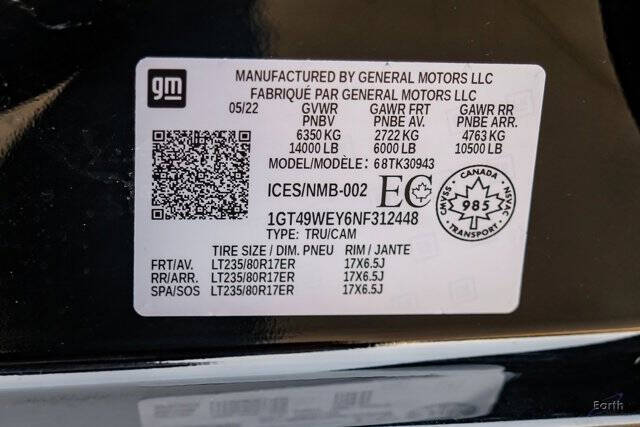 gm
MANUFACTURED BY GENERAL MOTORS LLC
FABRIQUÉ PAR GENERAL MOTORS LLC
05/22 GVWR GAWR FRT GAWR RR
PNBV PNBE AV. PNBE ARR.
6350 KG 2722 KG 4763 KG
14000 LB 6000 LB 10500 LB
MODEL/MODÈLE: 68TK30943
ICES/NMB-002 EC
CANADA
CMVSS 985 NSVAC
TRANSPORT
1GT49WEY6NF312448
TYPE: TRU/CAM
TIRE SIZE / DIM. PNEU RIM / JANTE
FRT/AV. LT235/80R17ER 17X6.5J
RR/ARR. LT235/80R17ER 17X6.5J
SPA/SOS LT235/80R17ER 17X6.5J
Earth